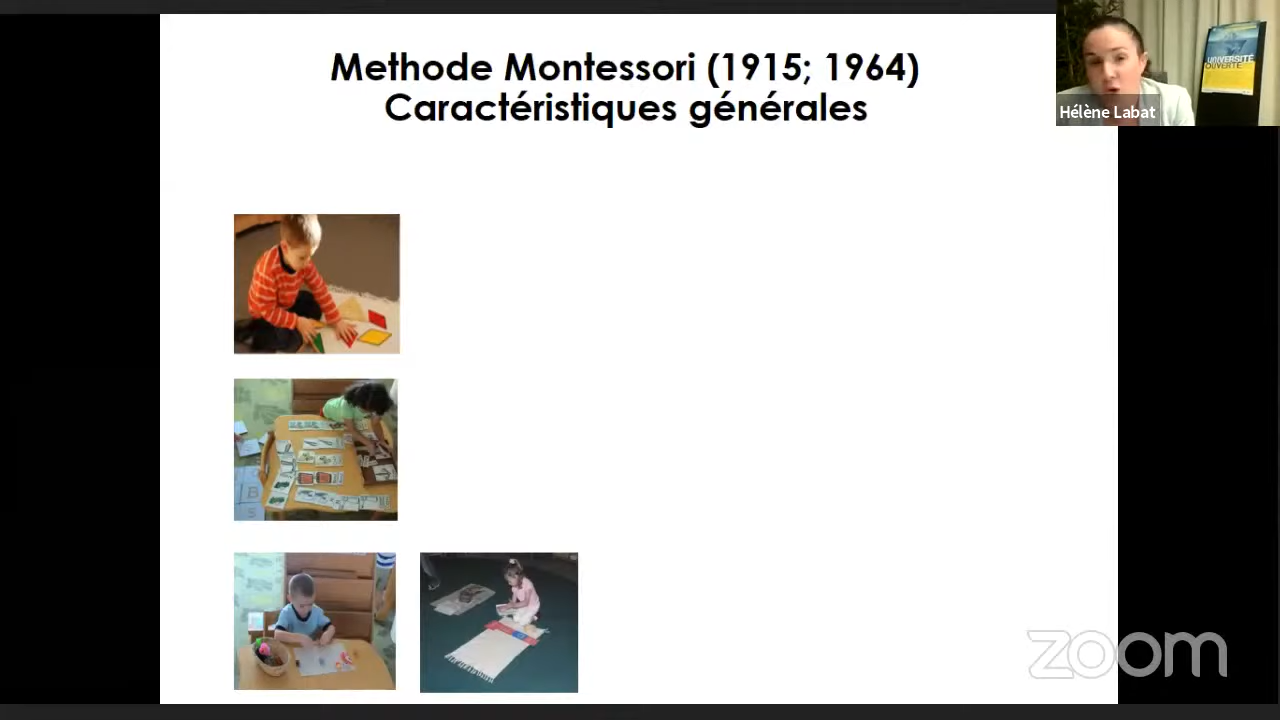 Methode Montessori (1915; 1964)
Caractéristiques générales
UNIVERSITÉ
OUVERTE
Hélène Labat
B
S
zoom